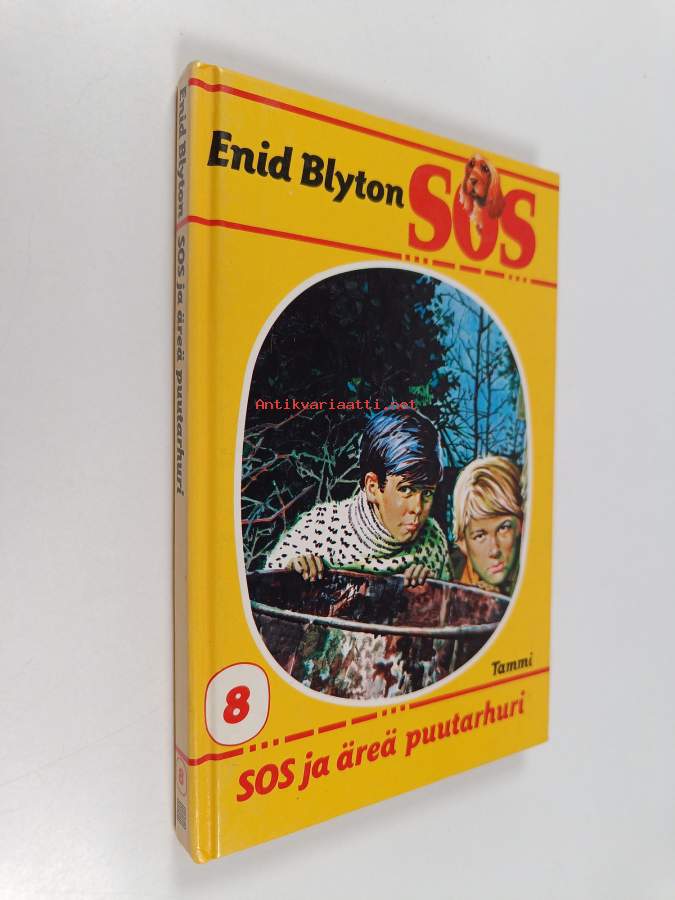 Enid Blyton
SOS
Antikvariaatti.net
Tammi
8
SOS ja äreä puutarhuri
Enid Blyton SOS ja äreä puutarhuri
8